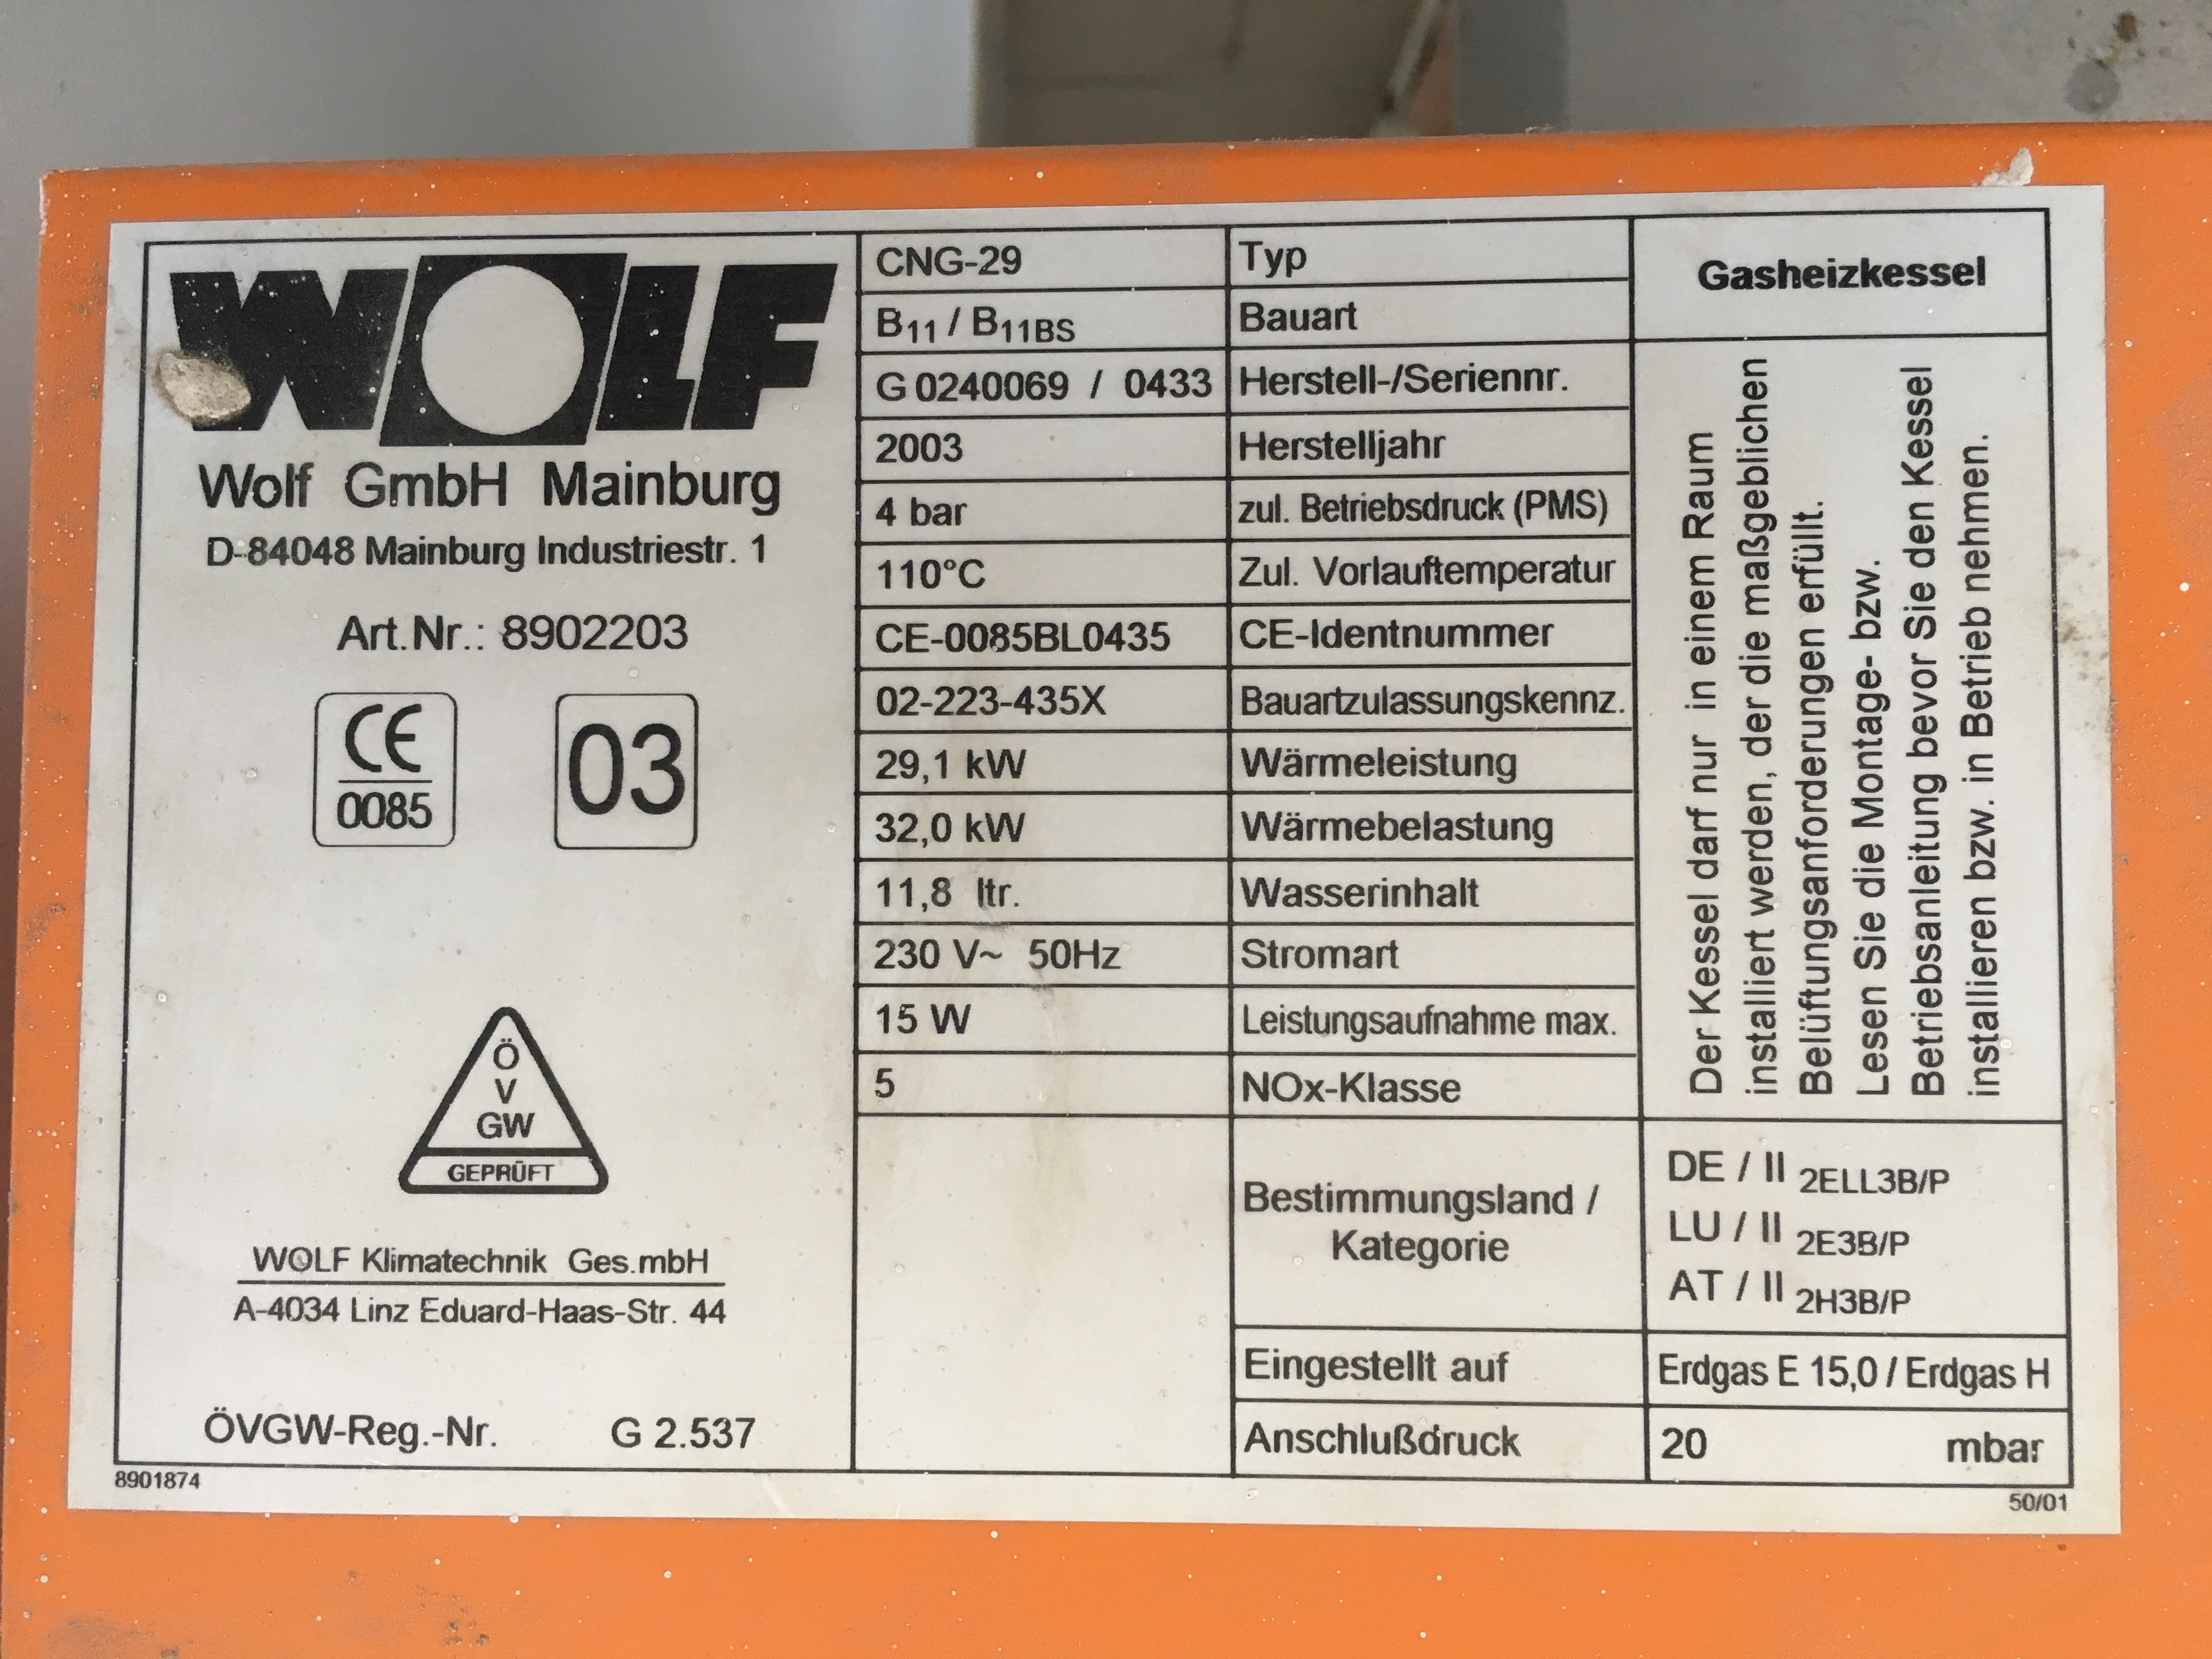 WOLF
Wolf GmbH Mainburg
D-84048 Mainburg Industriestr. 1
Art.Nr.: 8902203
CE
0085
03
Ö
V
GW
GEPRÜFT
WOLF Klimatechnik Ges.mbH
A-4034 Linz Eduard-Haas-Str. 44
ÖVGW-Reg.-Nr. G 2.537
8901874
CNG-29 Typ
B11 / B11BS Bauart
G 0240069 / 0433 Herstell-/Seriennr.
2003 Herstelljahr
4 bar zul. Betriebsdruck (PMS)
110°C Zul. Vorlauftemperatur
CE-0085BL0435 CE-Identnummer
02-223-435X Bauartzulassungskennz.
29,1 kW Wärmeleistung
32,0 kW Wärmebelastung
11,8 ltr. Wasserinhalt
230 V~ 50Hz Stromart
15 W Leistungsaufnahme max.
5 NOx-Klasse
Gasheizkessel
Der Kessel darf nur in einem Raum
installiert werden, der die maßgeblichen
Belüftungsanforderungen erfüllt.
Lesen Sie die Montage- bzw.
Betriebsanleitung bevor Sie den Kessel
installieren bzw. in Betrieb nehmen.
Bestimmungsland /
Kategorie
DE / II 2ELL3B/P
LU / II 2E3B/P
AT / II 2H3B/P
Eingestellt auf Erdgas E 15,0 / Erdgas H
Anschlußdruck 20 mbar
50/01